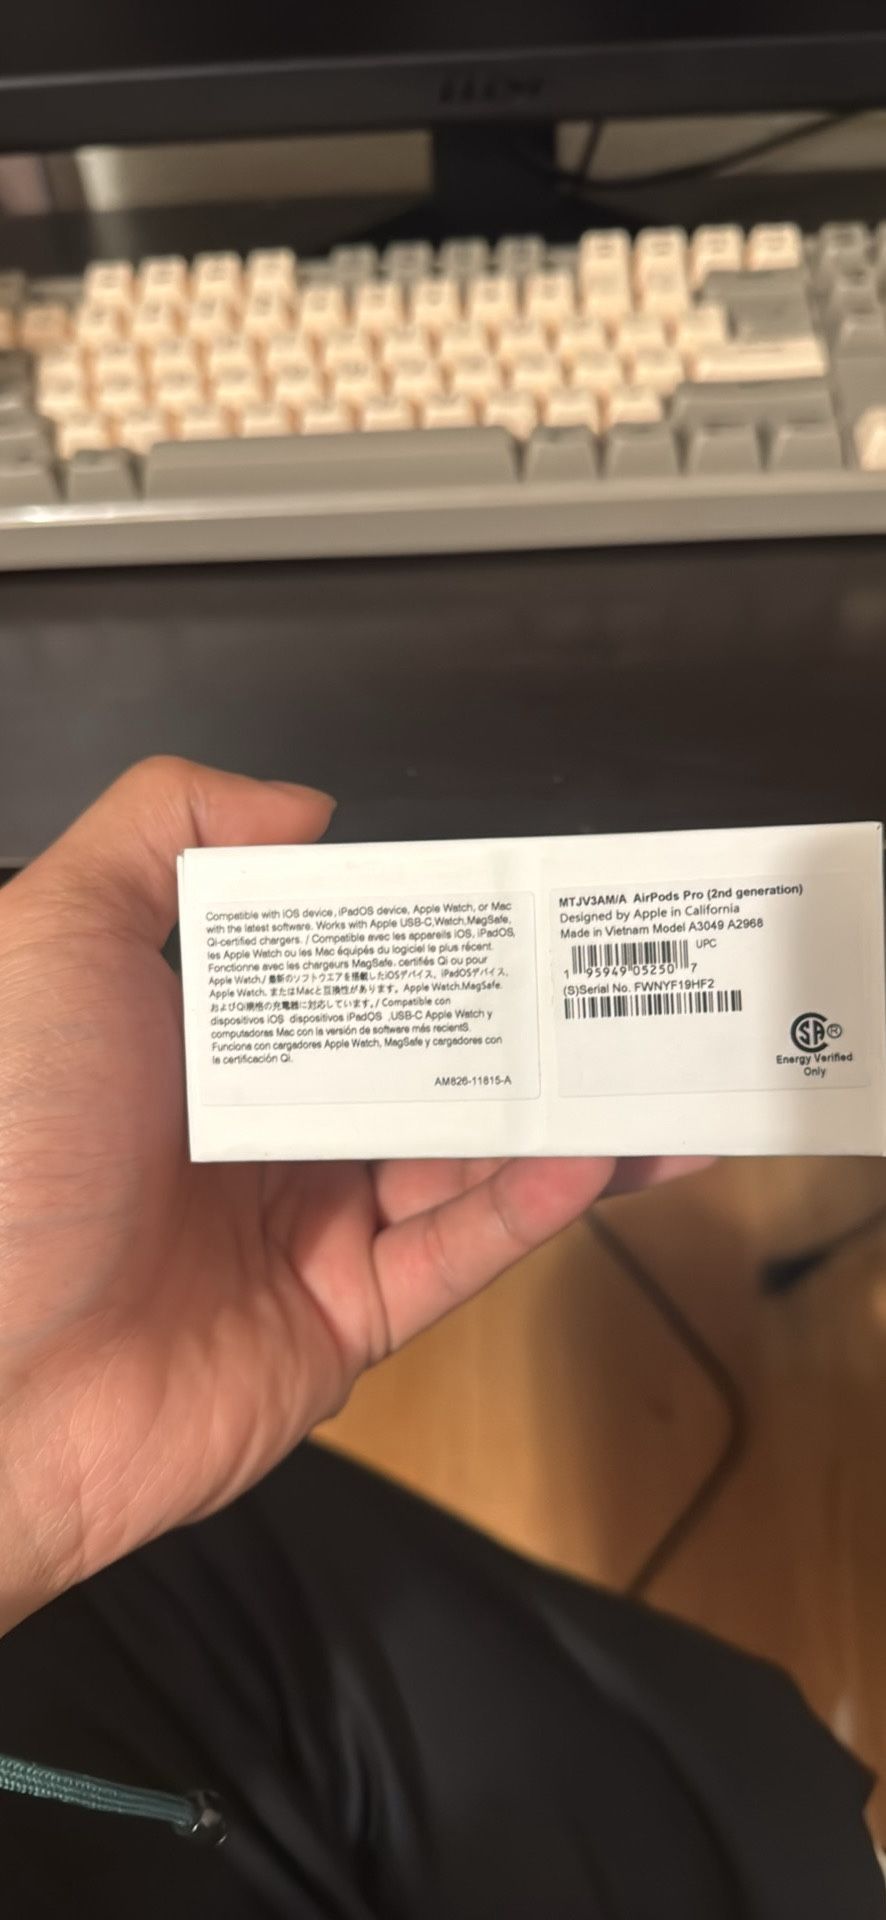 Compatible with iOS device, iPadOS device, Apple Watch, or Mac
with the latest software. Works with Apple USB-C,Watch,MagSafe,
Qi-certified chargers. / Compatible avec les appareils iOS, iPadOS,
les Apple Watch ou les Mac équipés du logiciel le plus récent.
Fonctionne avec les chargeurs MagSafe, certifiés Qi ou pour
Apple Watch./ 最新のソフトウエアを搭載したiOSデバイス、iPadOSデバイス、
Apple Watch、またはMacと互換性があります。Apple Watch.MagSafe.
およびQi規格の充電器に対応しています。/ Compatible con
dispositivos iOS dispositivos iPadOS ,USB-C Apple Watch y
computadoras Mac con la versión de software más recientS.
Funciona con cargadores Apple Watch, MagSafe y cargadores con
la certificación Qi.
AM826-11815-A
MTJV3AM/A AirPods Pro (2nd generation)
Designed by Apple in California
Made in Vietnam Model A3049 A2968
UPC
1 95949 05250 7
(S)Serial No. FWNYF19HF2
SA®
Energy Verified
Only